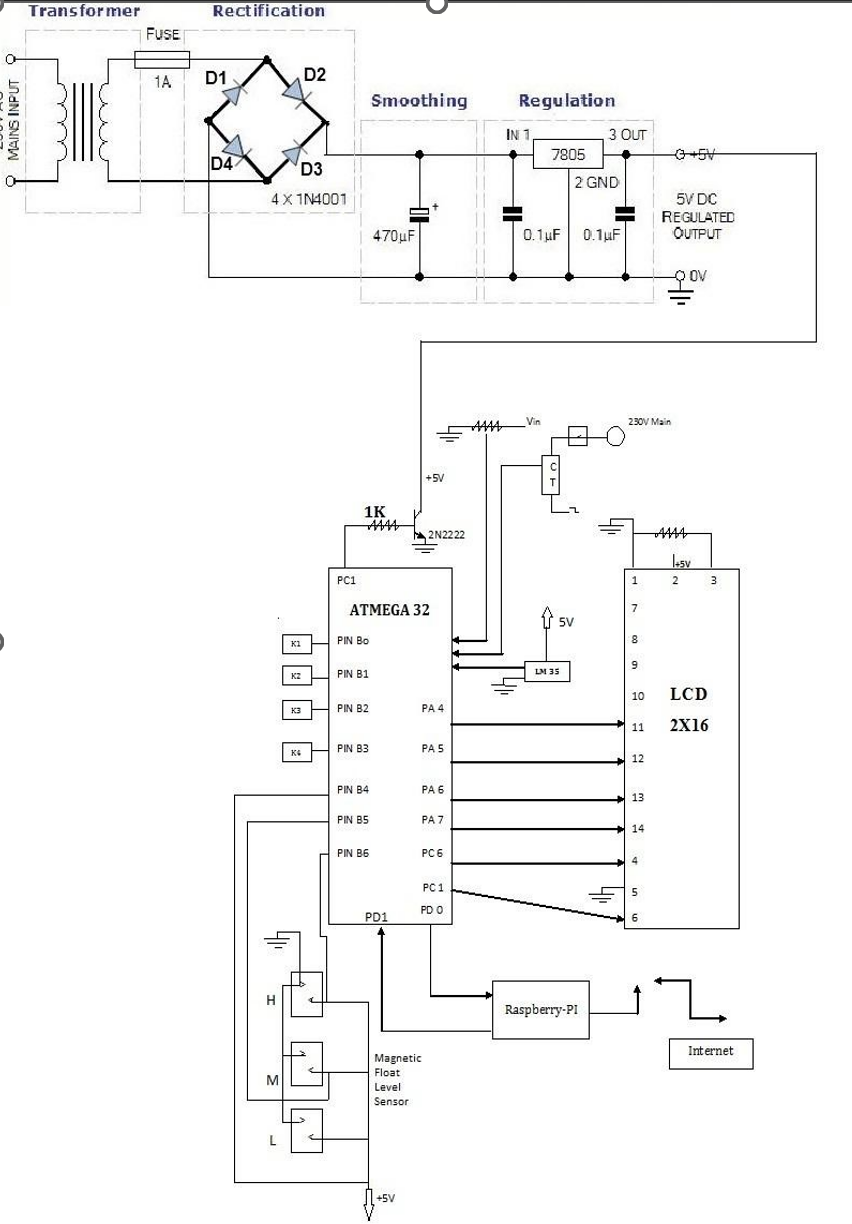 Transformer
Rectification
FUSE
1A
D1
D2
D4
D3
4 X 1N4001
MAINS INPUT
Smoothing
Regulation
IN 1
7805
3 OUT
+5V
2 GND
+
470µF
0.1µF
0.1µF
5V DC
REGULATED
OUTPUT
0V
Vin
230V Main
C
T
+5V
1K
2N2222
+5V
PC1
ATMEGA 32
1
2
3
7
8
9
10
11
12
13
14
4
5
6
LCD
2X16
5V
LM 35
K1
K2
K3
K4
PIN Bo
PIN B1
PIN B2
PIN B3
PIN B4
PIN B5
PIN B6
PA 4
PA 5
PA 6
PA 7
PC 6
PC 1
PD 0
PD1
H
M
L
Magnetic
Float
Level
Sensor
Raspberry-PI
Internet
+5V